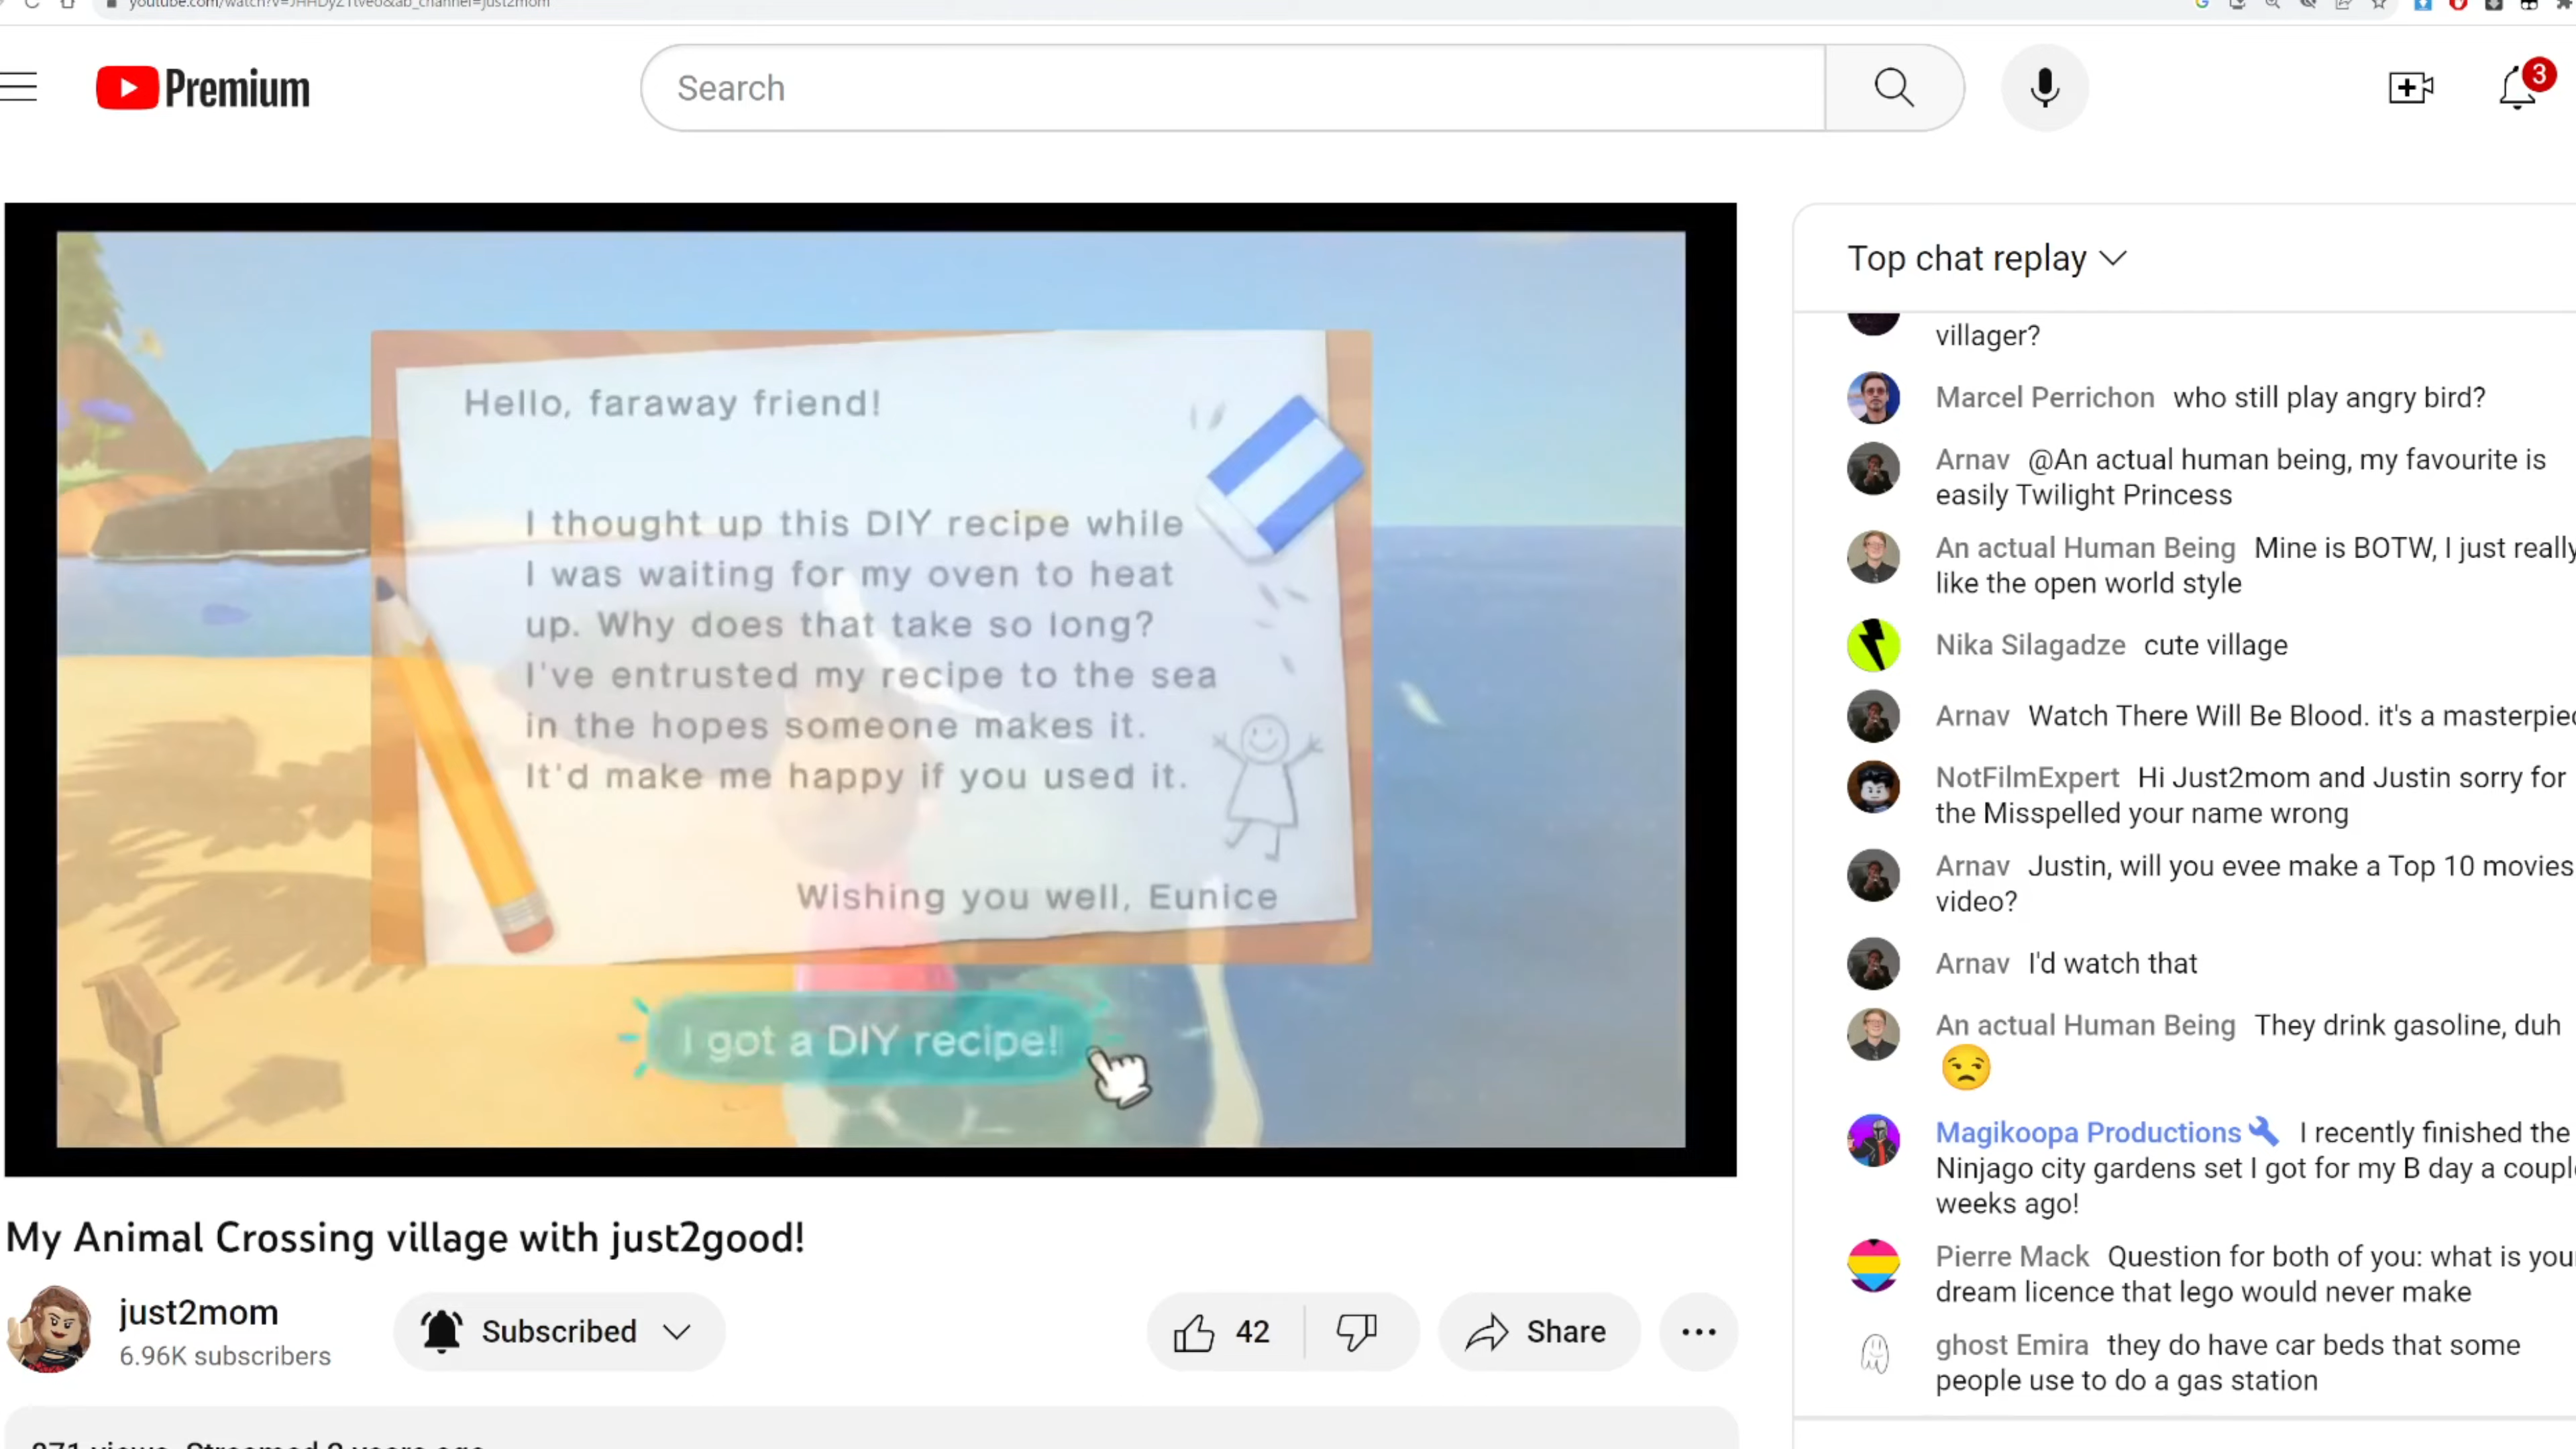 Premium
Search
3
Hello, faraway friend!
I thought up this DIY recipe while
I was waiting for my oven to heat
up. Why does that take so long?
I've entrusted my recipe to the sea
in the hopes someone makes it.
It'd make me happy if you used it.
Wishing you well, Eunice
I got a DIY recipe!
My Animal Crossing village with just2good!
just2mom
6.96K subscribers
Subscribed
42
Share
Top chat replay
villager?
Marcel Perrichon who still play angry bird?
Arnav @An actual human being, my favourite is
easily Twilight Princess
An actual Human Being Mine is BOTW, I just really
like the open world style
Nika Silagadze cute village
Arnav Watch There Will Be Blood. it's a
NotFilmExpert Hi Just2mom and Justin sorry for
the Misspelled your name wrong
Arnav Justin, will you evee make a Top 10 movies
video?
Arnav I'd watch that
An actual Human Being They drink gasoline, duh
Magikoopa Productions I recently finished the
Ninjago city gardens set I got for my B day a
weeks ago!
Pierre Mack Question for both of you: what is
dream licence that lego would never make
ghost Emira they do have car beds that some
people use to do a gas station